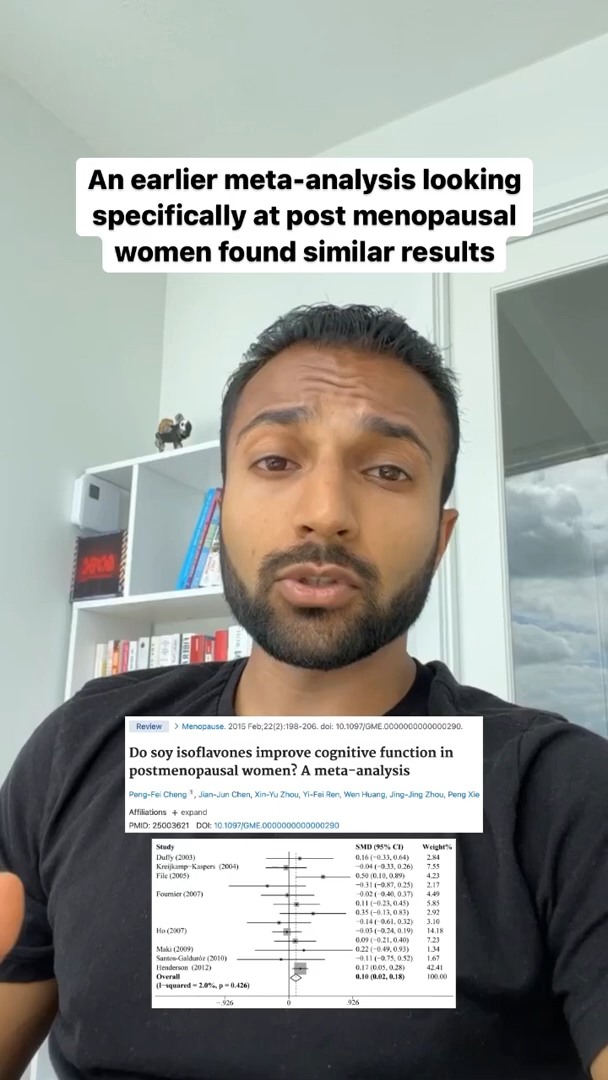 An earlier meta-analysis looking
specifically at post menopausal
women found similar results
Review > Menopause. 2015 Feb;22(2):198-206. doi: 10.1097/GME.0000000000000290.
Do soy isoflavones improve cognitive function in
postmenopausal women? A meta-analysis
Peng-Fei Cheng 1, Jian-Jun Chen, Xin-Yu Zhou, Yi-Fei Ren, Wen Huang, Jing-Jing Zhou, Peng Xie
Affiliations + expand
PMID: 25003621 DOI: 10.1097/GME.0000000000000290
Study SMD (95% CI) Weight%
Duffy (2003) 0.16 (−0.33, 0.64) 2.84
Kreijkamp-Kaspers (2004) −0.04 (−0.33, 0.26) 7.55
File (2005) 0.50 (0.10, 0.89) 4.23
−0.31 (−0.87, 0.25) 2.17
Fournier (2007) −0.02 (−0.40, 0.37) 4.49
0.11 (−0.23, 0.45) 5.85
0.35 (−0.13, 0.83) 2.92
−0.14 (−0.61, 0.32) 3.10
Ho (2007) −0.03 (−0.24, 0.19) 14.18
0.09 (−0.21, 0.40) 7.23
Maki (2009) 0.22 (−0.49, 0.93) 1.34
Santos-Galduróz (2010) −0.11 (−0.75, 0.52) 1.67
Henderson (2012) 0.17 (0.05, 0.28) 42.41
Overall 0.10 (0.02, 0.18) 100.00
(I-squared = 2.0%, p = 0.426)
−.926 0 .926